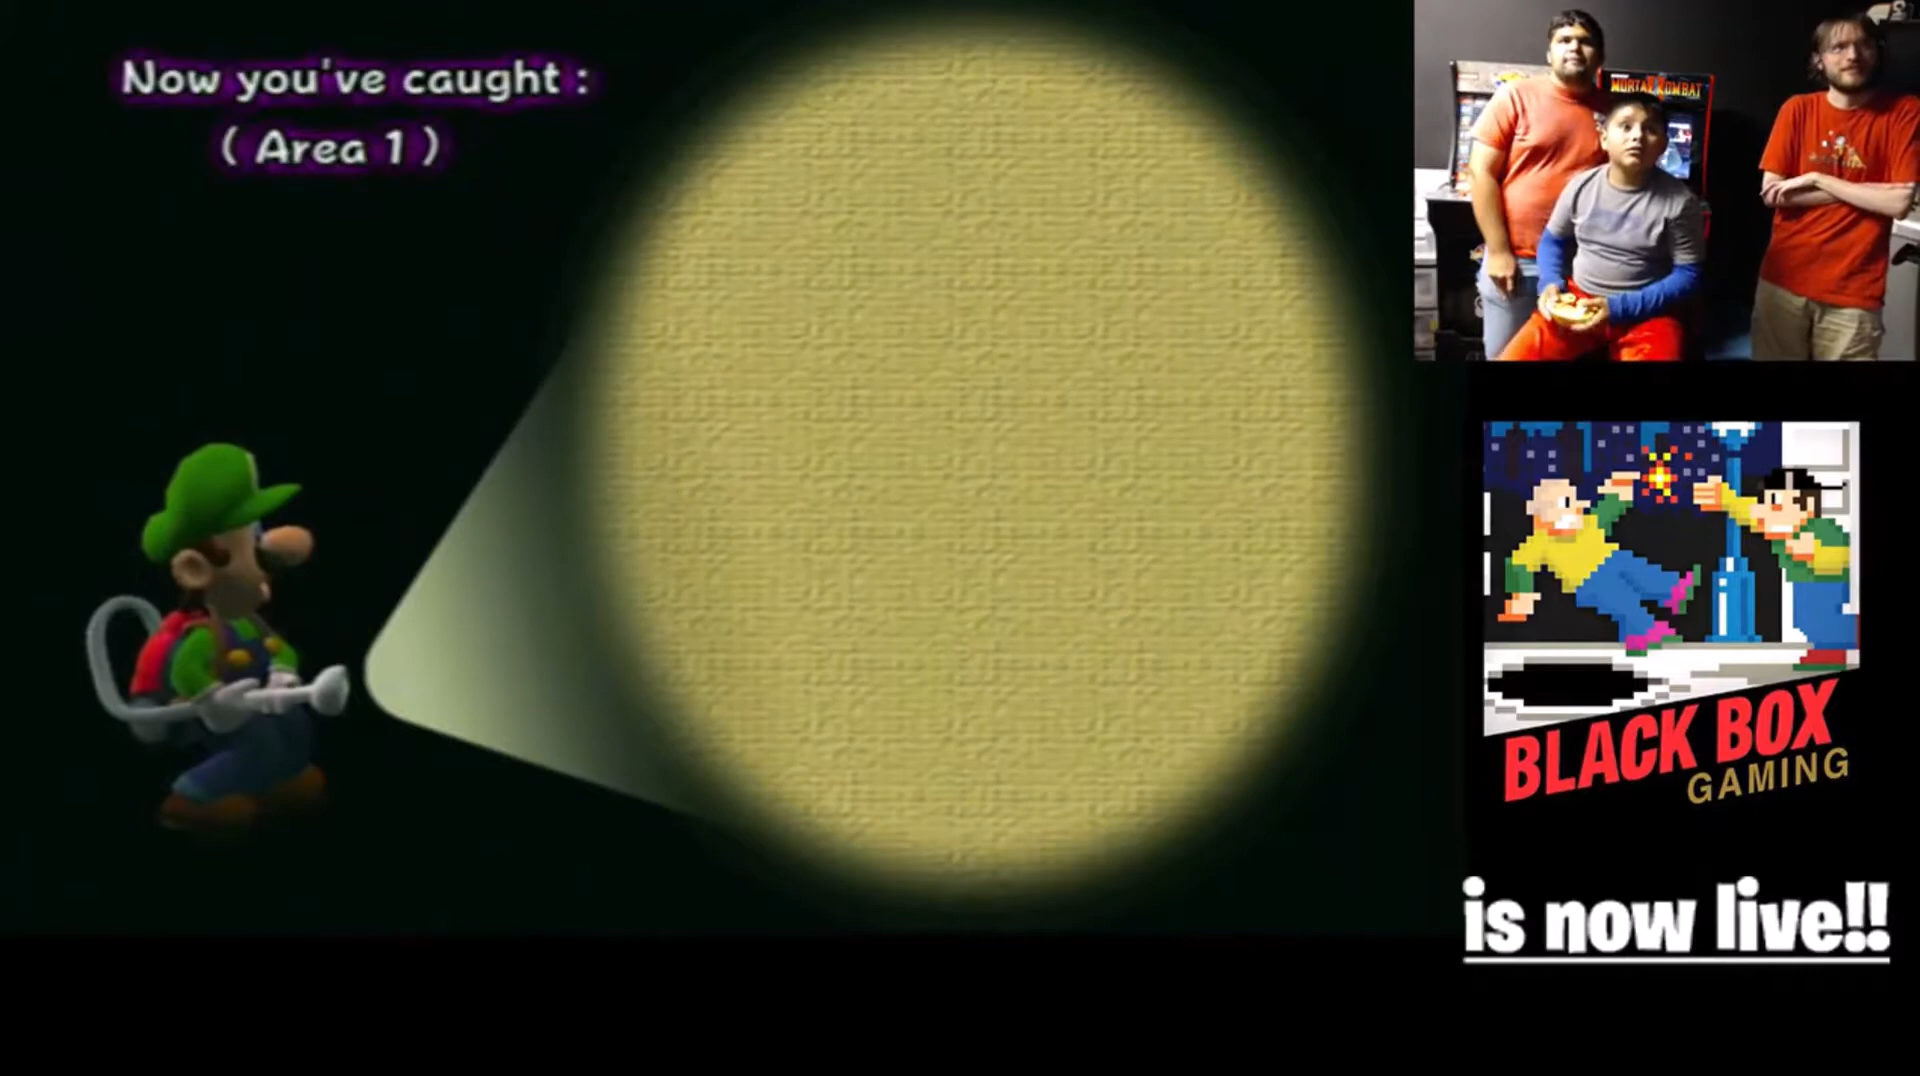 Now you've caught :
( Area 1 )
MORTAL KOMBAT
BLACK BOX
GAMING
is now live!!